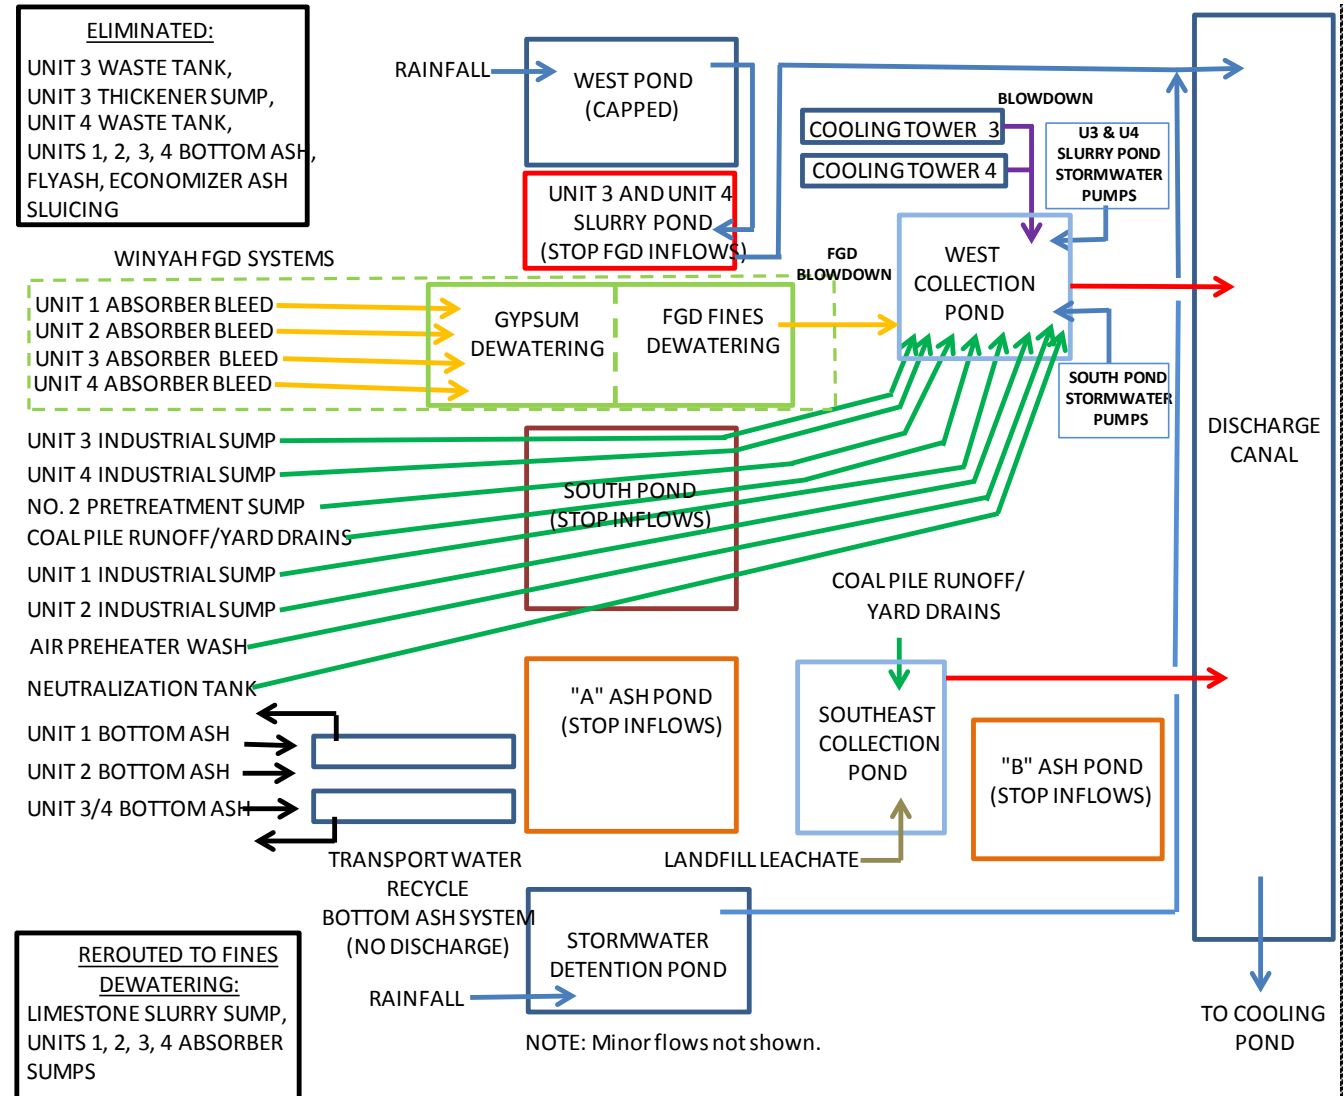 ELIMINATED:
UNIT 3 WASTE TANK,
UNIT 3 THICKENER SUMP,
UNIT 4 WASTE TANK,
UNITS 1, 2, 3, 4 BOTTOM ASH,
FLYASH, ECONOMIZER ASH
SLUICING
RAINFALL
WEST POND
(CAPPED)
BLOWDOWN
COOLING TOWER 3
COOLING TOWER 4
U3 & U4
SLURRY POND
STORMWATER
PUMPS
UNIT 3 AND UNIT 4
SLURRY POND
(STOP FGD INFLOWS)
WINYAH FGD SYSTEMS
FGD
BLOWDOWN
WEST
COLLECTION
POND
UNIT 1 ABSORBER BLEED
UNIT 2 ABSORBER BLEED
UNIT 3 ABSORBER BLEED
UNIT 4 ABSORBER BLEED
GYPSUM
DEWATERING
FGD FINES
DEWATERING
SOUTH POND
STORMWATER
PUMPS
DISCHARGE
CANAL
UNIT 3 INDUSTRIAL SUMP
UNIT 4 INDUSTRIAL SUMP
NO. 2 PRETREATMENT SUMP
COAL PILE RUNOFF/YARD DRAINS
UNIT 1 INDUSTRIAL SUMP
UNIT 2 INDUSTRIAL SUMP
AIR PREHEATER WASH
NEUTRALIZATION TANK
SOUTH POND
(STOP INFLOWS)
COAL PILE RUNOFF/
YARD DRAINS
UNIT 1 BOTTOM ASH
UNIT 2 BOTTOM ASH
UNIT 3/4 BOTTOM ASH
"A" ASH POND
(STOP INFLOWS)
SOUTHEAST
COLLECTION
POND
"B" ASH POND
(STOP INFLOWS)
TRANSPORT WATER
RECYCLE
BOTTOM ASH SYSTEM
(NO DISCHARGE)
LANDFILL LEACHATE
STORMWATER
DETENTION POND
RAINFALL
REROUTED TO FINES
DEWATERING:
LIMESTONE SLURRY SUMP,
UNITS 1, 2, 3, 4 ABSORBER
SUMPS
NOTE: Minor flows not shown.
TO COOLING
POND